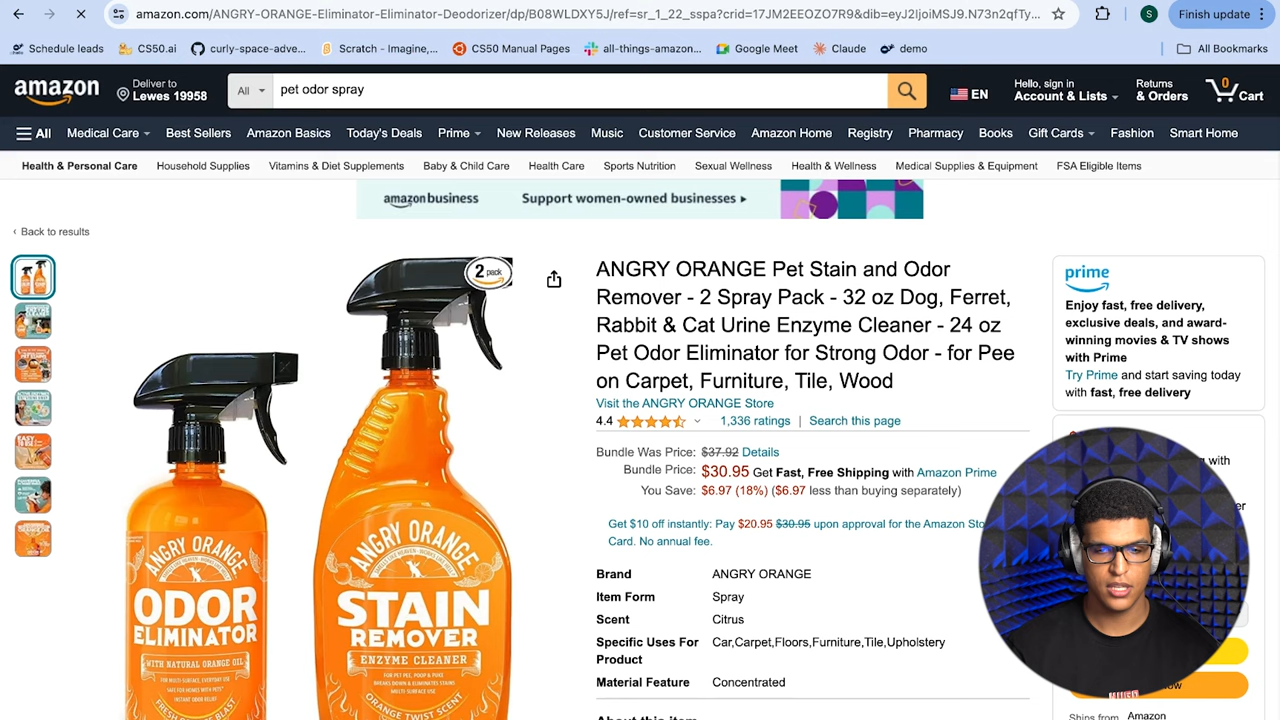 amazon.com/ANGRY-ORANGE-Eliminator-Eliminator-Deodorizer/dp/B08WLDXY5J/ref=sr_1_22_sspa?crid=17JM2EEOZO7R9&dib=eyJ2IjoiMSJ9.N73n2qfTy...
S
Finish update
Schedule leads
CS50.ai
curly-space-adve...
Scratch - Imagine,...
CS50 Manual Pages
all-things-amazon...
Google Meet
Claude
demo
All Bookmarks
amazon
Deliver to
Lewes 19958
All
pet odor spray
EN
Hello, sign in
Account & Lists
Returns
& Orders
0
Cart
All
Medical Care
Best Sellers
Amazon Basics
Today's Deals
Prime
New Releases
Music
Customer Service
Amazon Home
Registry
Pharmacy
Books
Gift Cards
Fashion
Smart Home
Health & Personal Care
Household Supplies
Vitamins & Diet Supplements
Baby & Child Care
Health Care
Sports Nutrition
Sexual Wellness
Health & Wellness
Medical Supplies & Equipment
FSA Eligible Items
amazon business
Support women-owned businesses
‹ Back to results
2 pack
ANGRY ORANGE
ODOR
ELIMINATOR
WITH NATURAL ORANGE OIL
ANGRY ORANGE
STAIN
REMOVER
ENZYME CLEANER
ORANGE TWIST SCENT
ANGRY ORANGE Pet Stain and Odor
Remover - 2 Spray Pack - 32 oz Dog, Ferret,
Rabbit & Cat Urine Enzyme Cleaner - 24 oz
Pet Odor Eliminator for Strong Odor - for Pee
on Carpet, Furniture, Tile, Wood
Visit the ANGRY ORANGE Store
4.4
1,336 ratings | Search this page
Bundle Was Price: $37.92 Details
Bundle Price: $30.95 Get Fast, Free Shipping with Amazon Prime
You Save: $6.97 (18%) ($6.97 less than buying separately)
Get $10 off instantly: Pay $20.95 $30.95 upon approval for the Amazon Sto
Card. No annual fee.
Brand ANGRY ORANGE
Item Form Spray
Scent Citrus
Specific Uses For Product Car,Carpet,Floors,Furniture,Tile,Upholstery
Material Feature Concentrated
About this item
prime
Enjoy fast, free delivery,
exclusive deals, and award-
winning movies & TV shows
with Prime
Try Prime and start saving today
with fast, free delivery
with
er
Ships from Amazon